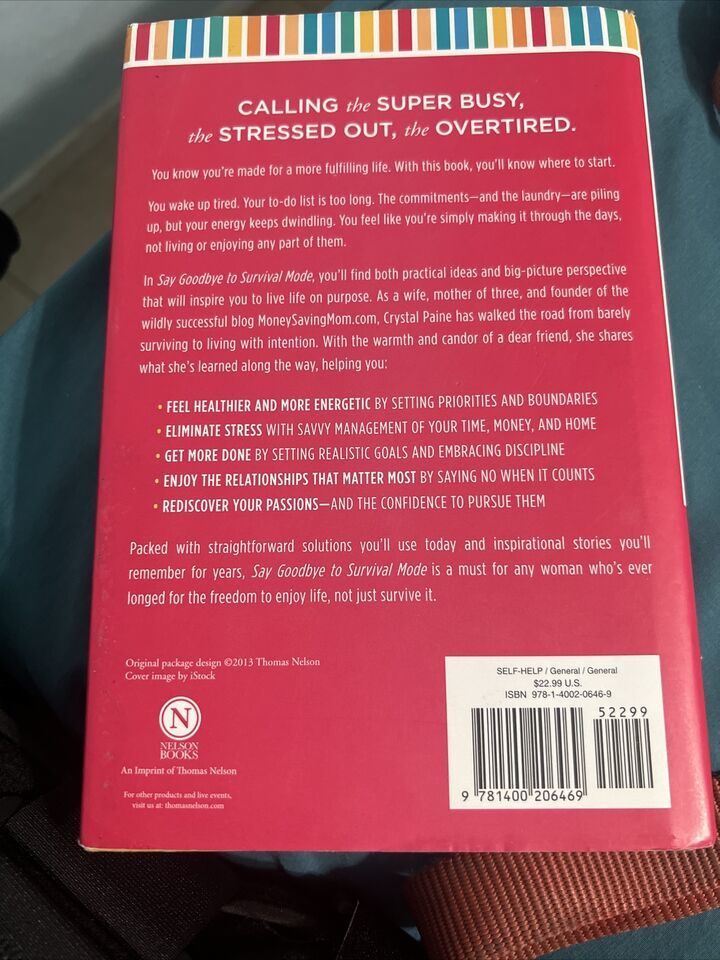 CALLING the SUPER BUSY,
the STRESSED OUT, the OVERTIRED.
You know you're made for a more fulfilling life. With this book, you'll know where to start.
You wake up tired. Your to-do list is too long. The commitments—and the laundry—are piling
up, but your energy keeps dwindling. You feel like you're simply making it through the days,
not living or enjoying any part of them.
In Say Goodbye to Survival Mode, you'll find both practical ideas and big-picture perspective
that will inspire you to live life on purpose. As a wife, mother of three, and founder of the
wildly successful blog MoneySavingMom.com, Crystal Paine has walked the road from barely
surviving to living with intention. With the warmth and candor of a dear friend, she shares
what she's learned along the way, helping you:
• FEEL HEALTHIER AND MORE ENERGETIC BY SETTING PRIORITIES AND BOUNDARIES
• ELIMINATE STRESS WITH SAVVY MANAGEMENT OF YOUR TIME, MONEY, AND HOME
• GET MORE DONE BY SETTING REALISTIC GOALS AND EMBRACING DISCIPLINE
• ENJOY THE RELATIONSHIPS THAT MATTER MOST BY SAYING NO WHEN IT COUNTS
• REDISCOVER YOUR PASSIONS—AND THE CONFIDENCE TO PURSUE THEM
Packed with straightforward solutions you'll use today and inspirational stories you'll
remember for years, Say Goodbye to Survival Mode is a must for any woman who's ever
longed for the freedom to enjoy life, not just survive it.
Original package design ©2013 Thomas Nelson
Cover image by iStock
N
NELSON
BOOKS
An Imprint of Thomas Nelson
For other products and live events,
visit us at: thomasnelson.com
SELF-HELP / General / General
$22.99 U.S.
ISBN 978-1-4002-0646-9
52299
9 781400 206469